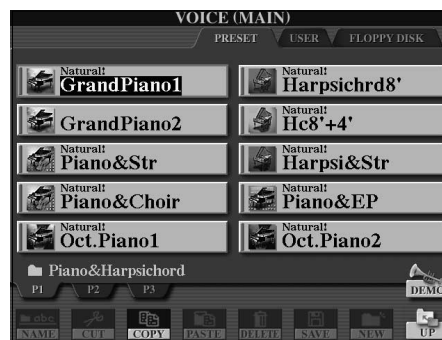 VOICE (MAIN)
PRESET USER FLOPPY DISK
Natural!
GrandPiano1
Natural!
Harpsichrd8'
GrandPiano2
Natural!
Hc8'+4'
Natural!
Piano&Str
Natural!
Harpsi&Str
Natural!
Piano&Choir
Natural!
Piano&EP
Natural!
Oct.Piano1
Natural!
Oct.Piano2
Piano&Harpsichord
P1 P2 P3
DEMO
NAME CUT COPY PASTE DELETE SAVE NEW UP